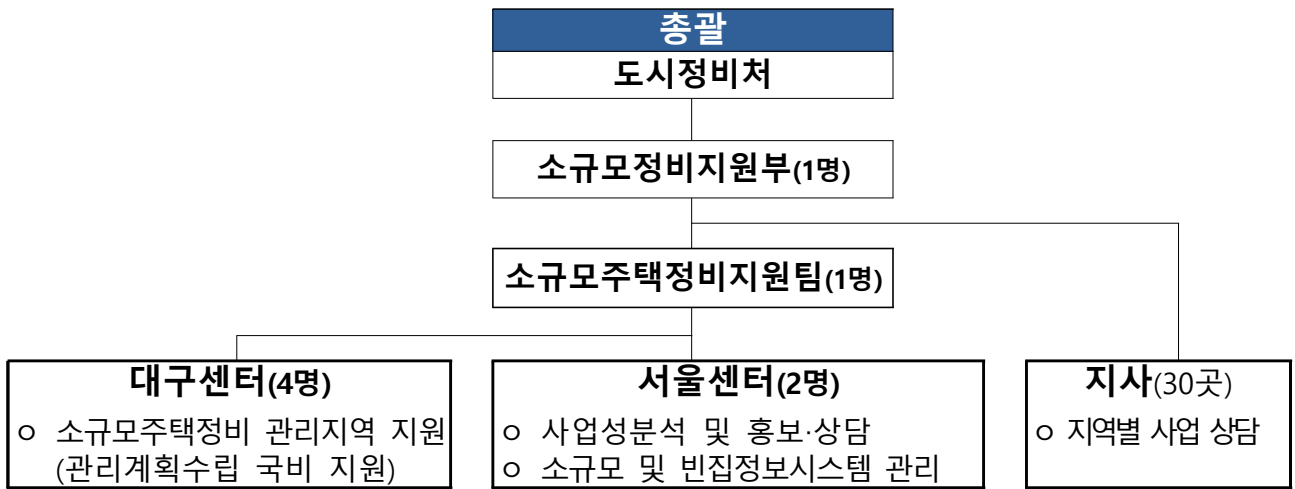 총괄
도시정비처
소규모정비지원부(1명)
소규모주택정비지원팀(1명)
대구센터(4명)
ㅇ 소규모주택정비 관리지역 지원
(관리계획수립 국비 지원)
서울센터(2명)
ㅇ 사업성분석 및 홍보·상담
ㅇ 소규모 및 빈집정보시스템 관리
지사(30곳)
ㅇ 지역별 사업 상담